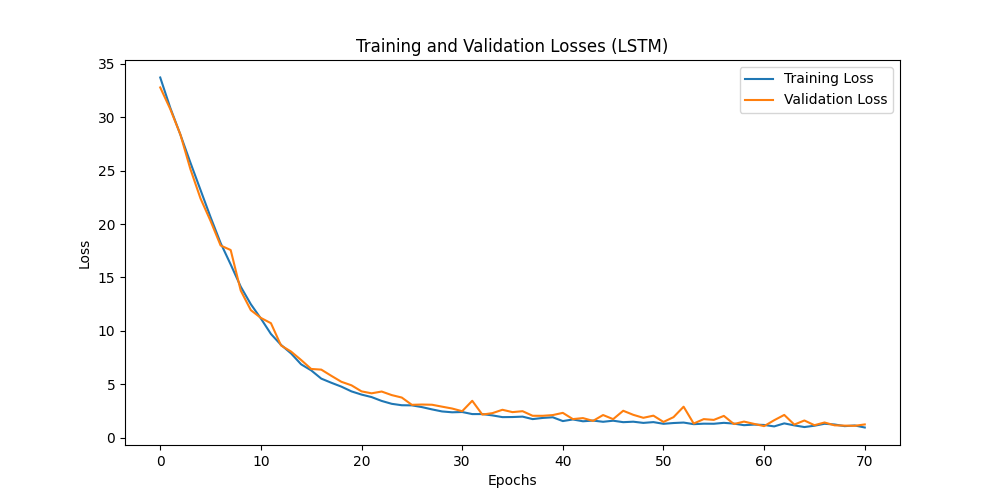 Training and Validation Losses (LSTM)
35
30
25
20
15
10
5
0
Loss
Training Loss
Validation Loss
0 10 20 30 40 50 60 70
Epochs